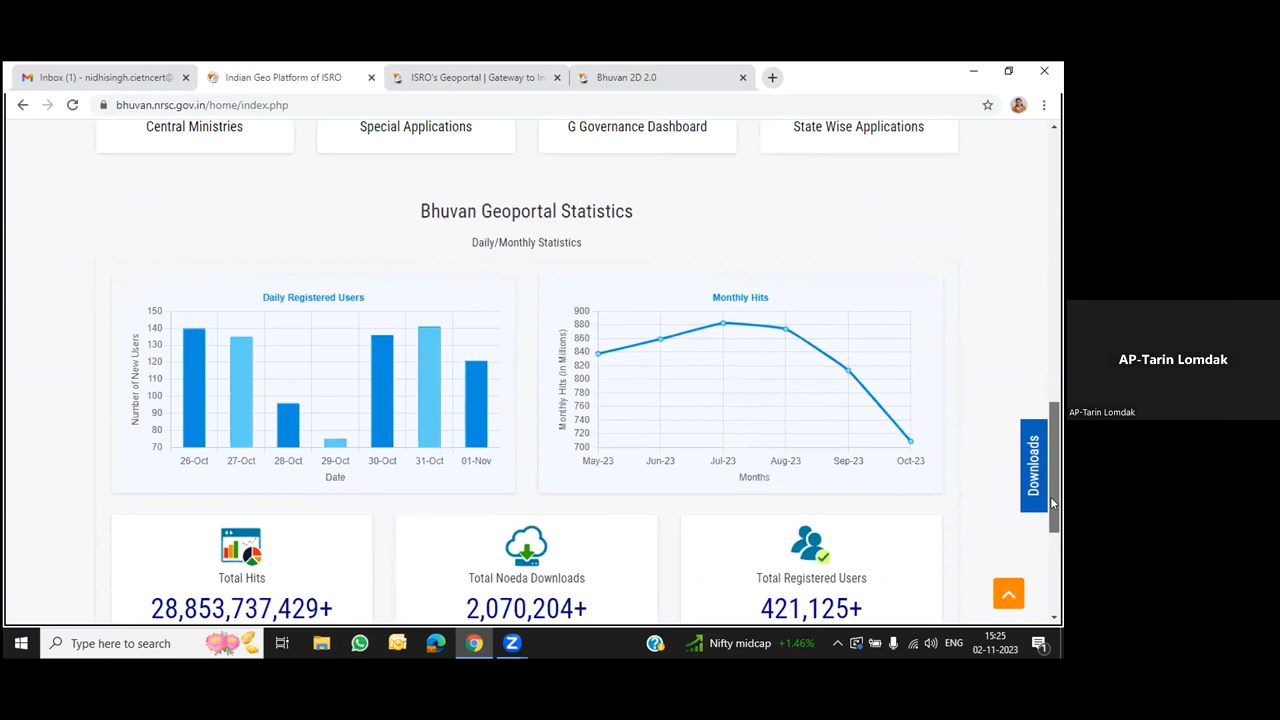 Inbox (1) - nidhisingh.cietncert@
Indian Geo Platform of ISRO
ISRO's Geoportal | Gateway to In
Bhuvan 2D 2.0
bhuvan.nrsc.gov.in/home/index.php
Central Ministries
Special Applications
G Governance Dashboard
State Wise Applications
Bhuvan Geoportal Statistics
Daily/Monthly Statistics
Daily Registered Users
Number of New Users
150
140
130
120
110
100
90
80
70
26-Oct 27-Oct 28-Oct 29-Oct 30-Oct 31-Oct 01-Nov
Date
Monthly Hits
Monthly Hits (in Millions)
900
880
860
840
820
800
780
760
740
720
700
May-23 Jun-23 Jul-23 Aug-23 Sep-23 Oct-23
Months
Downloads
Total Hits
28,853,737,429+
Total Noeda Downloads
2,070,204+
Total Registered Users
421,125+
AP-Tarin Lomdak
AP-Tarin Lomdak
Type here to search
Nifty midcap +1.46%
ENG
15:25
02-11-2023
1